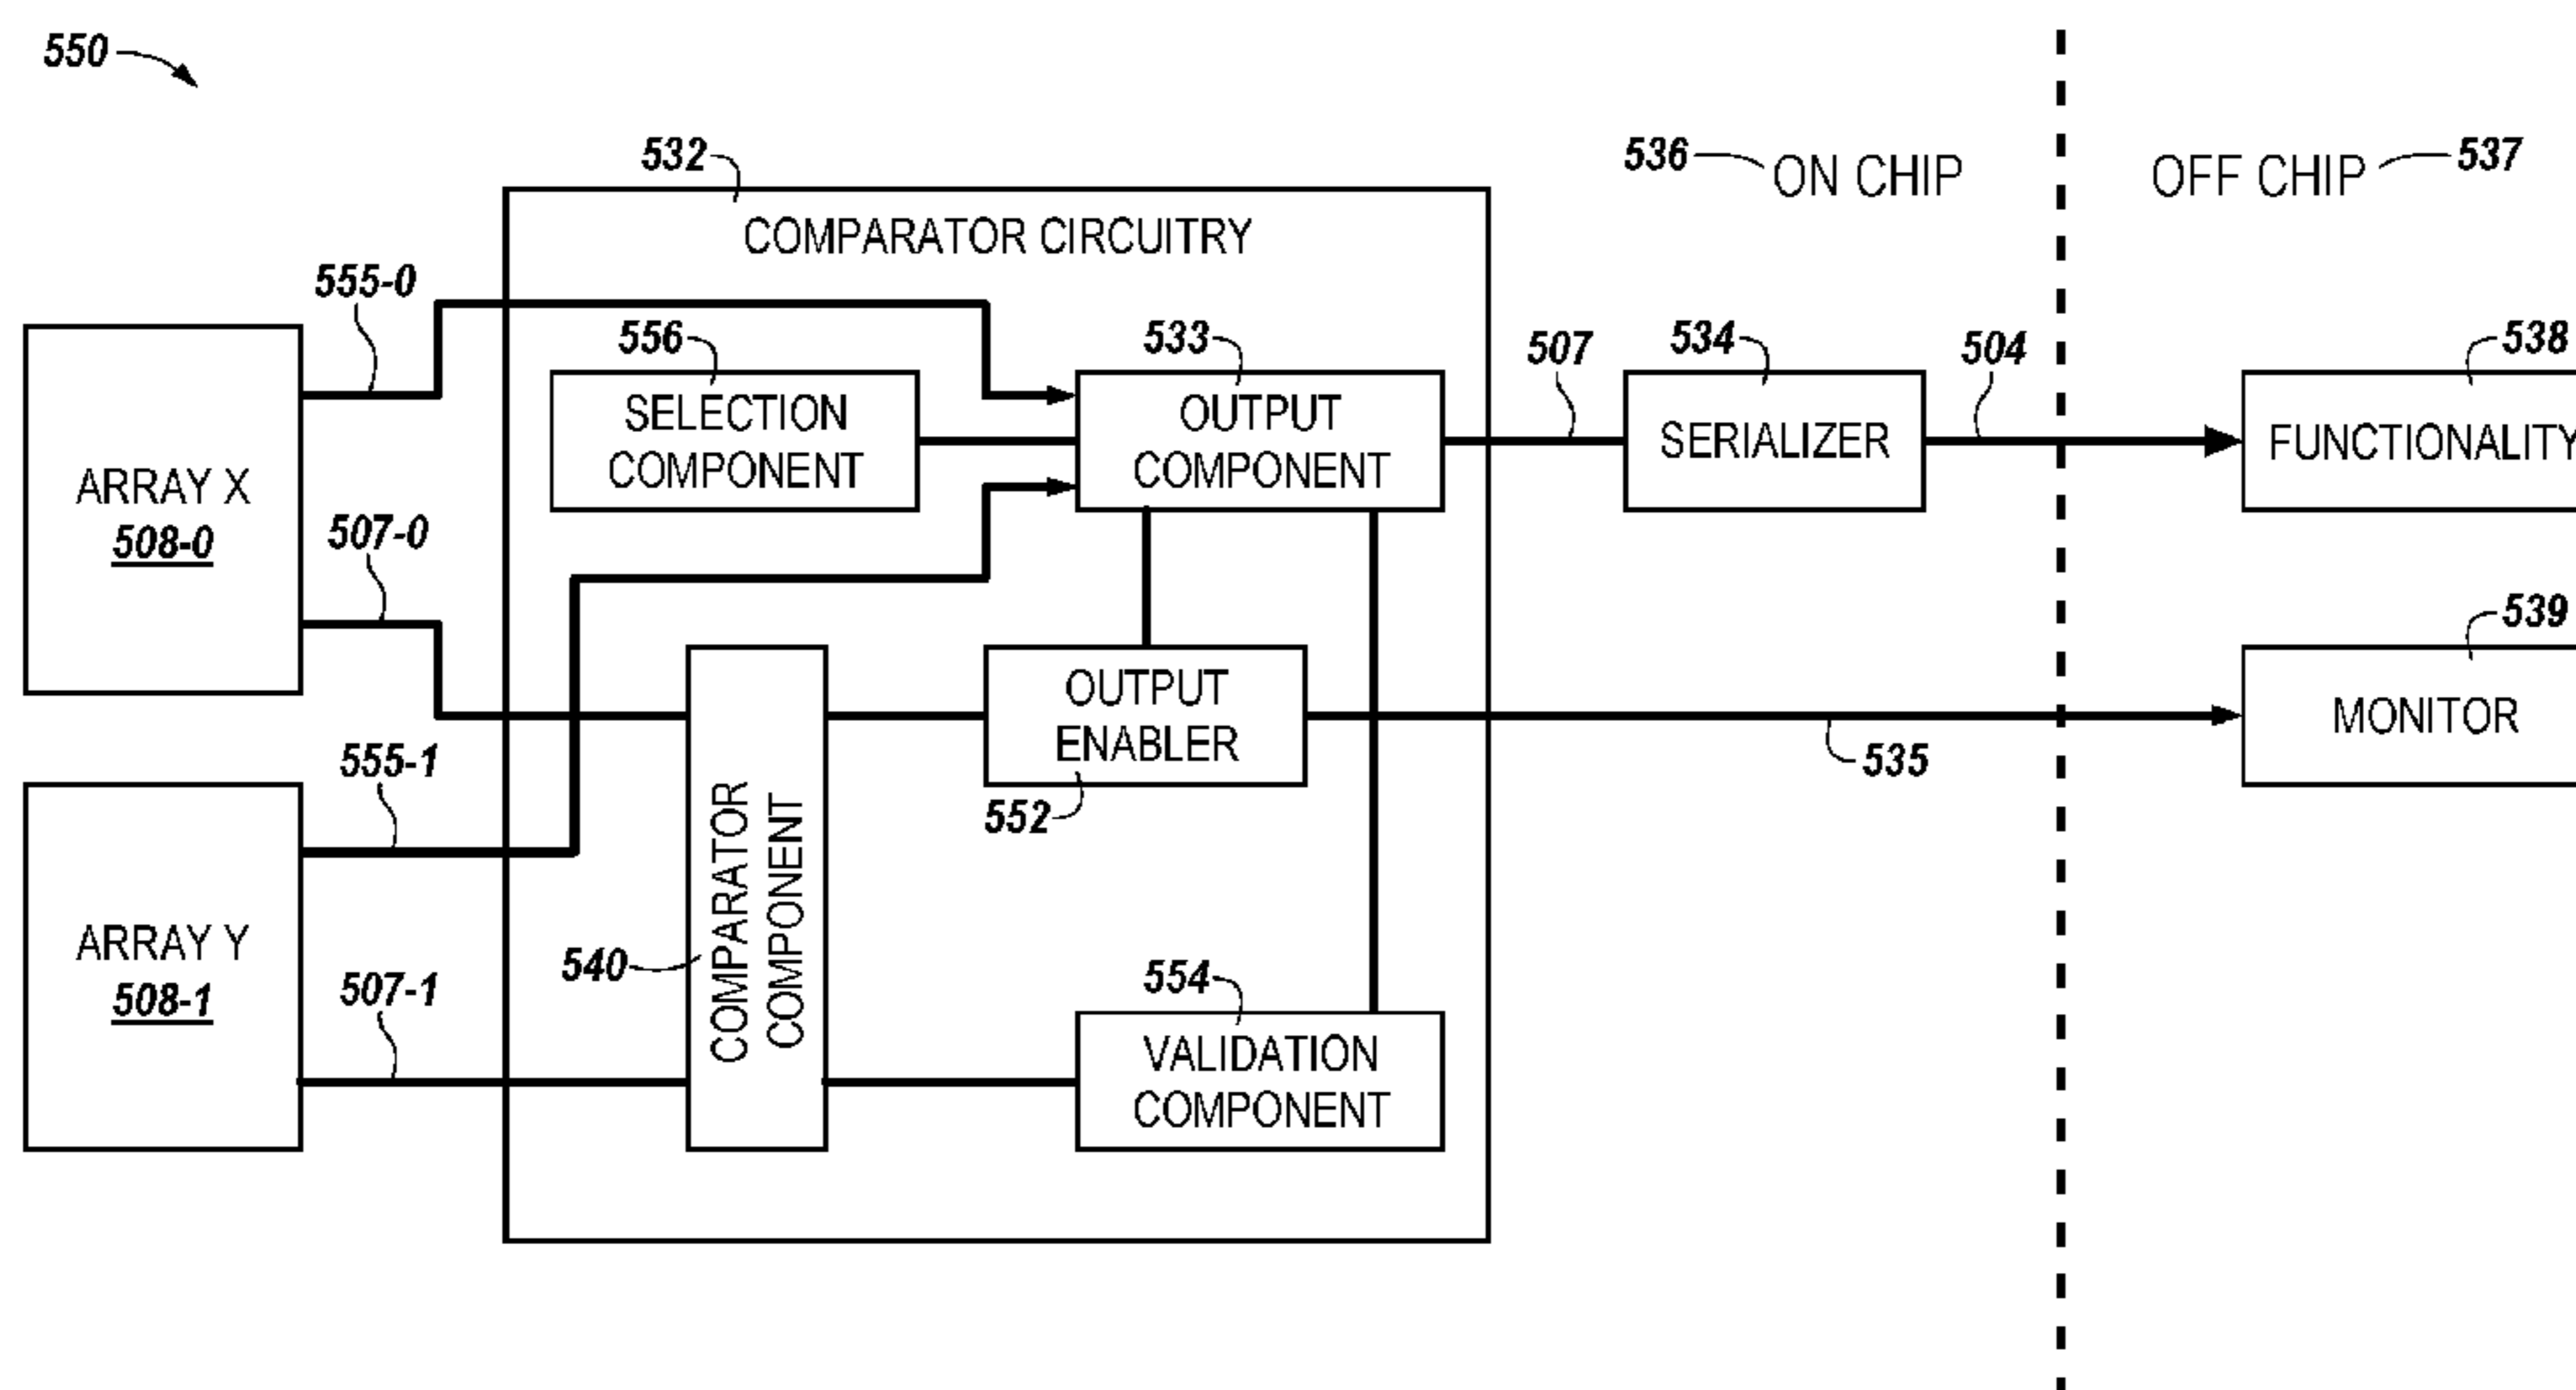 550
532
536
ON CHIP
OFF CHIP
537
COMPARATOR CIRCUITRY
555-0
556
533
507
534
504
538
SELECTION
COMPONENT
OUTPUT
COMPONENT
SERIALIZER
FUNCTIONALITY
ARRAY X
508-0
507-0
539
OUTPUT
ENABLER
MONITOR
555-1
552
535
COMPARATOR
COMPONENT
ARRAY Y
508-1
507-1
540
554
VALIDATION
COMPONENT